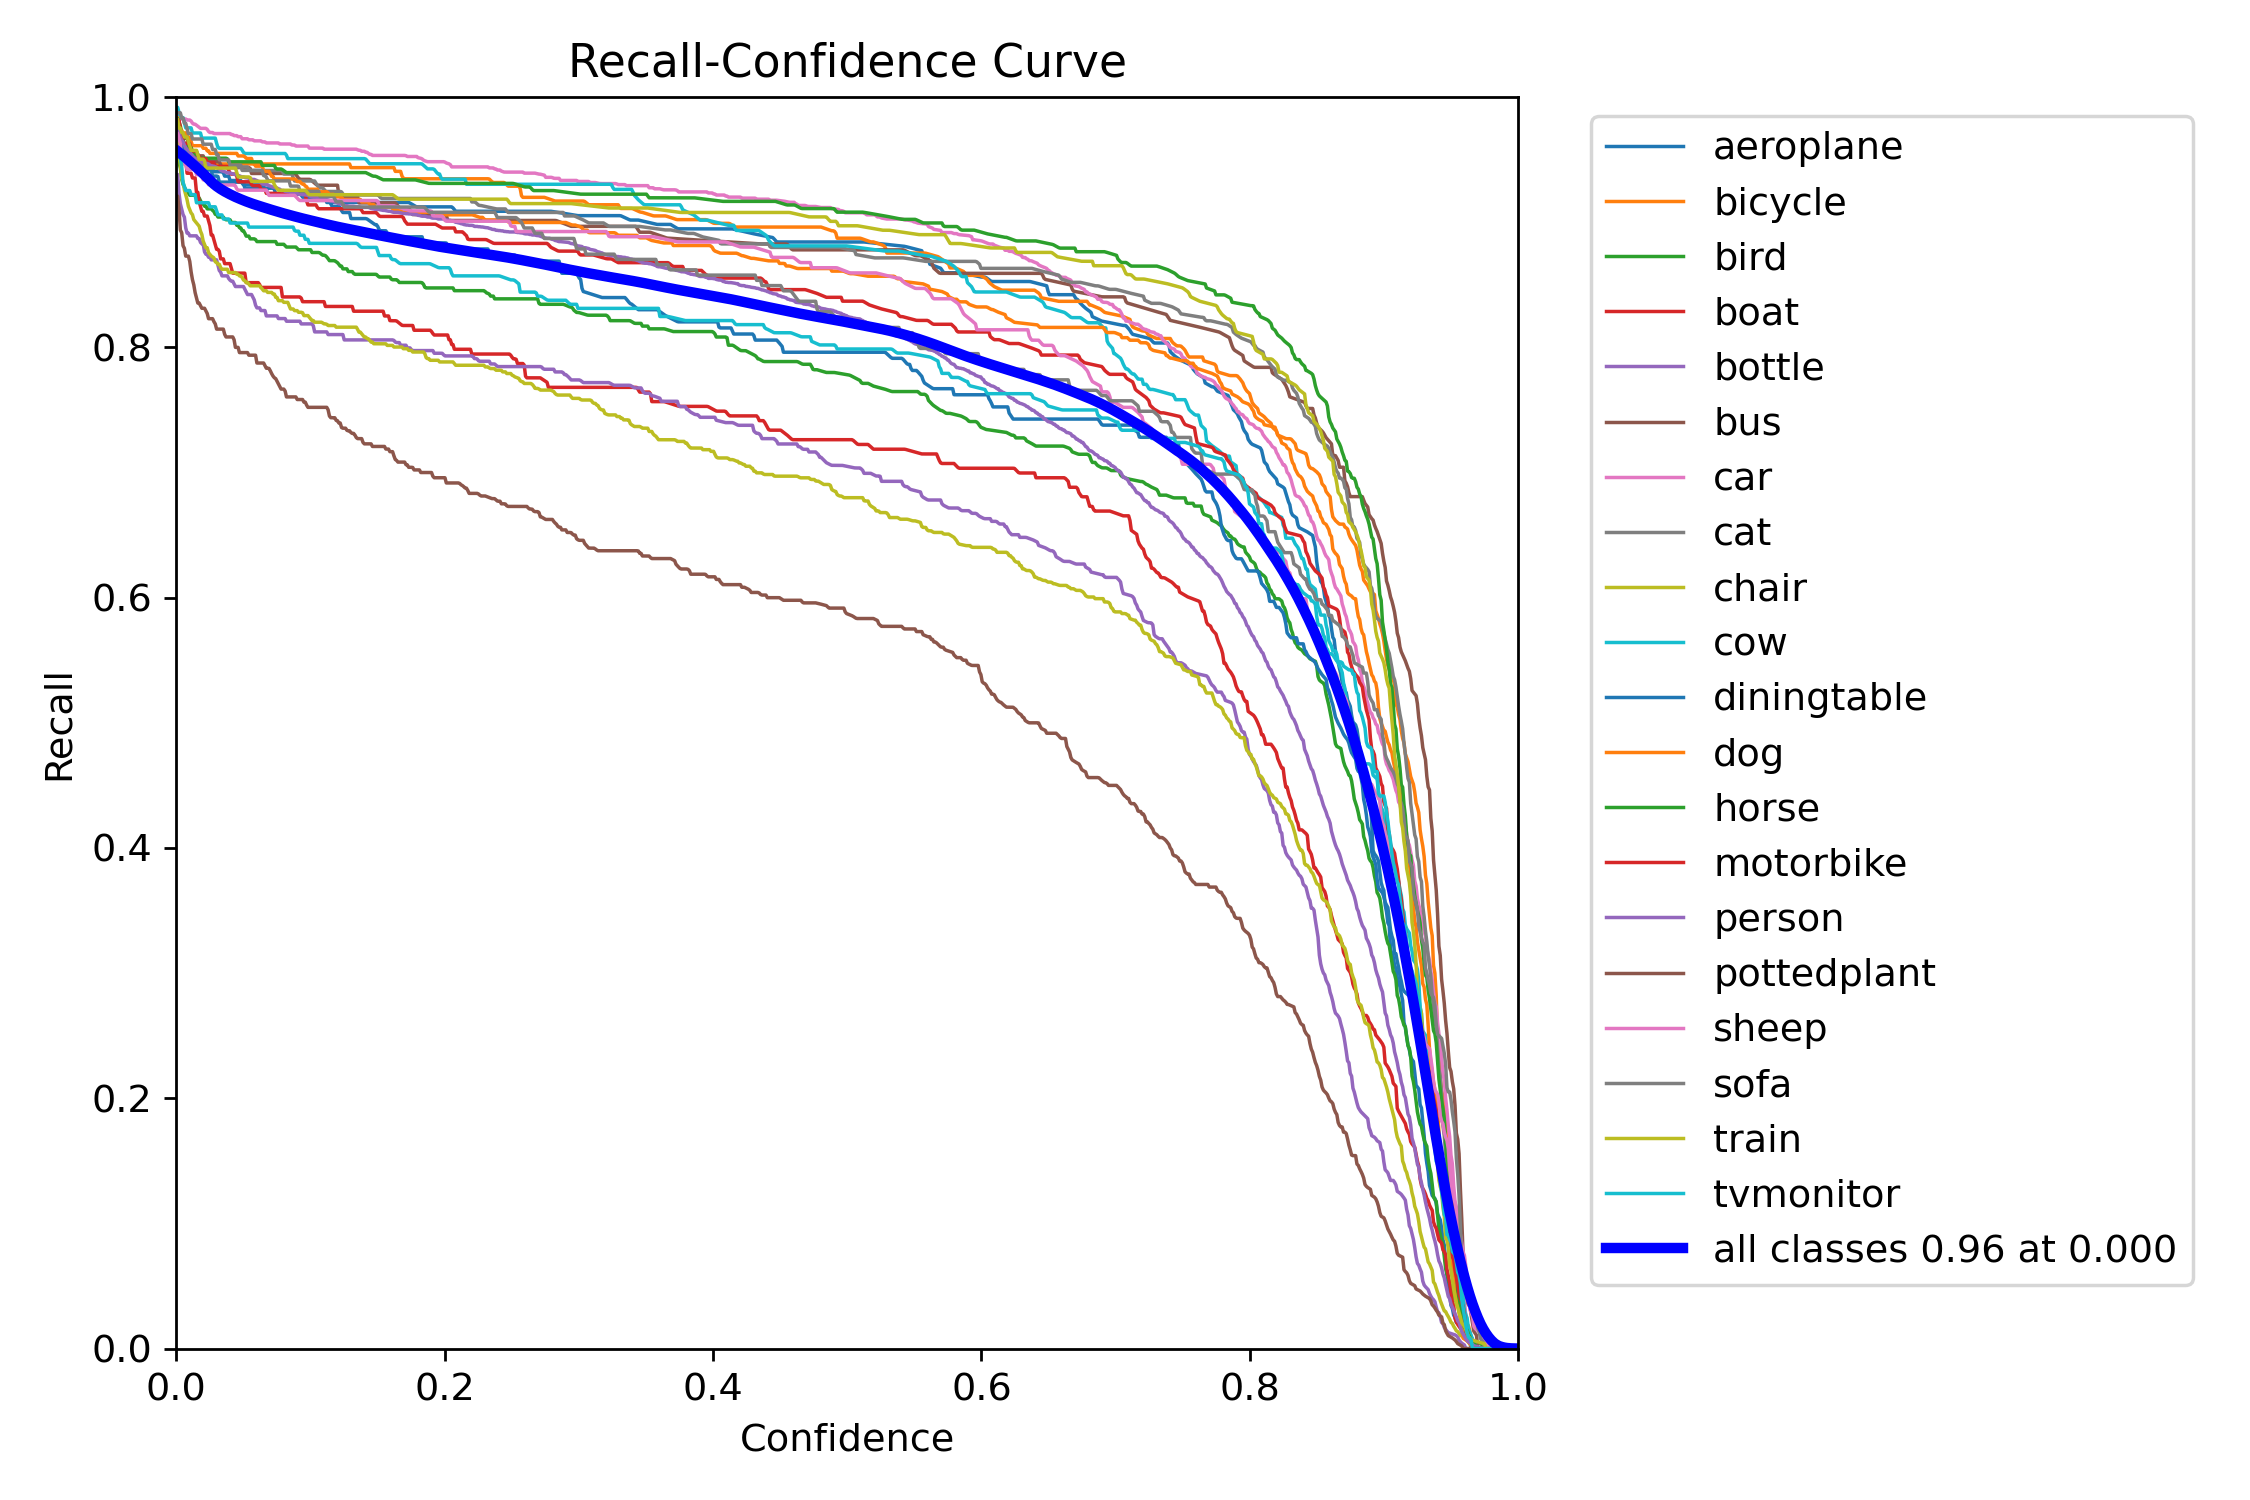 Recall-Confidence Curve
1.0
0.8
0.6
0.4
0.2
0.0
Recall
0.0 0.2 0.4 0.6 0.8 1.0
Confidence
aeroplane
bicycle
bird
boat
bottle
bus
car
cat
chair
cow
diningtable
dog
horse
motorbike
person
pottedplant
sheep
sofa
train
tvmonitor
all classes 0.96 at 0.000